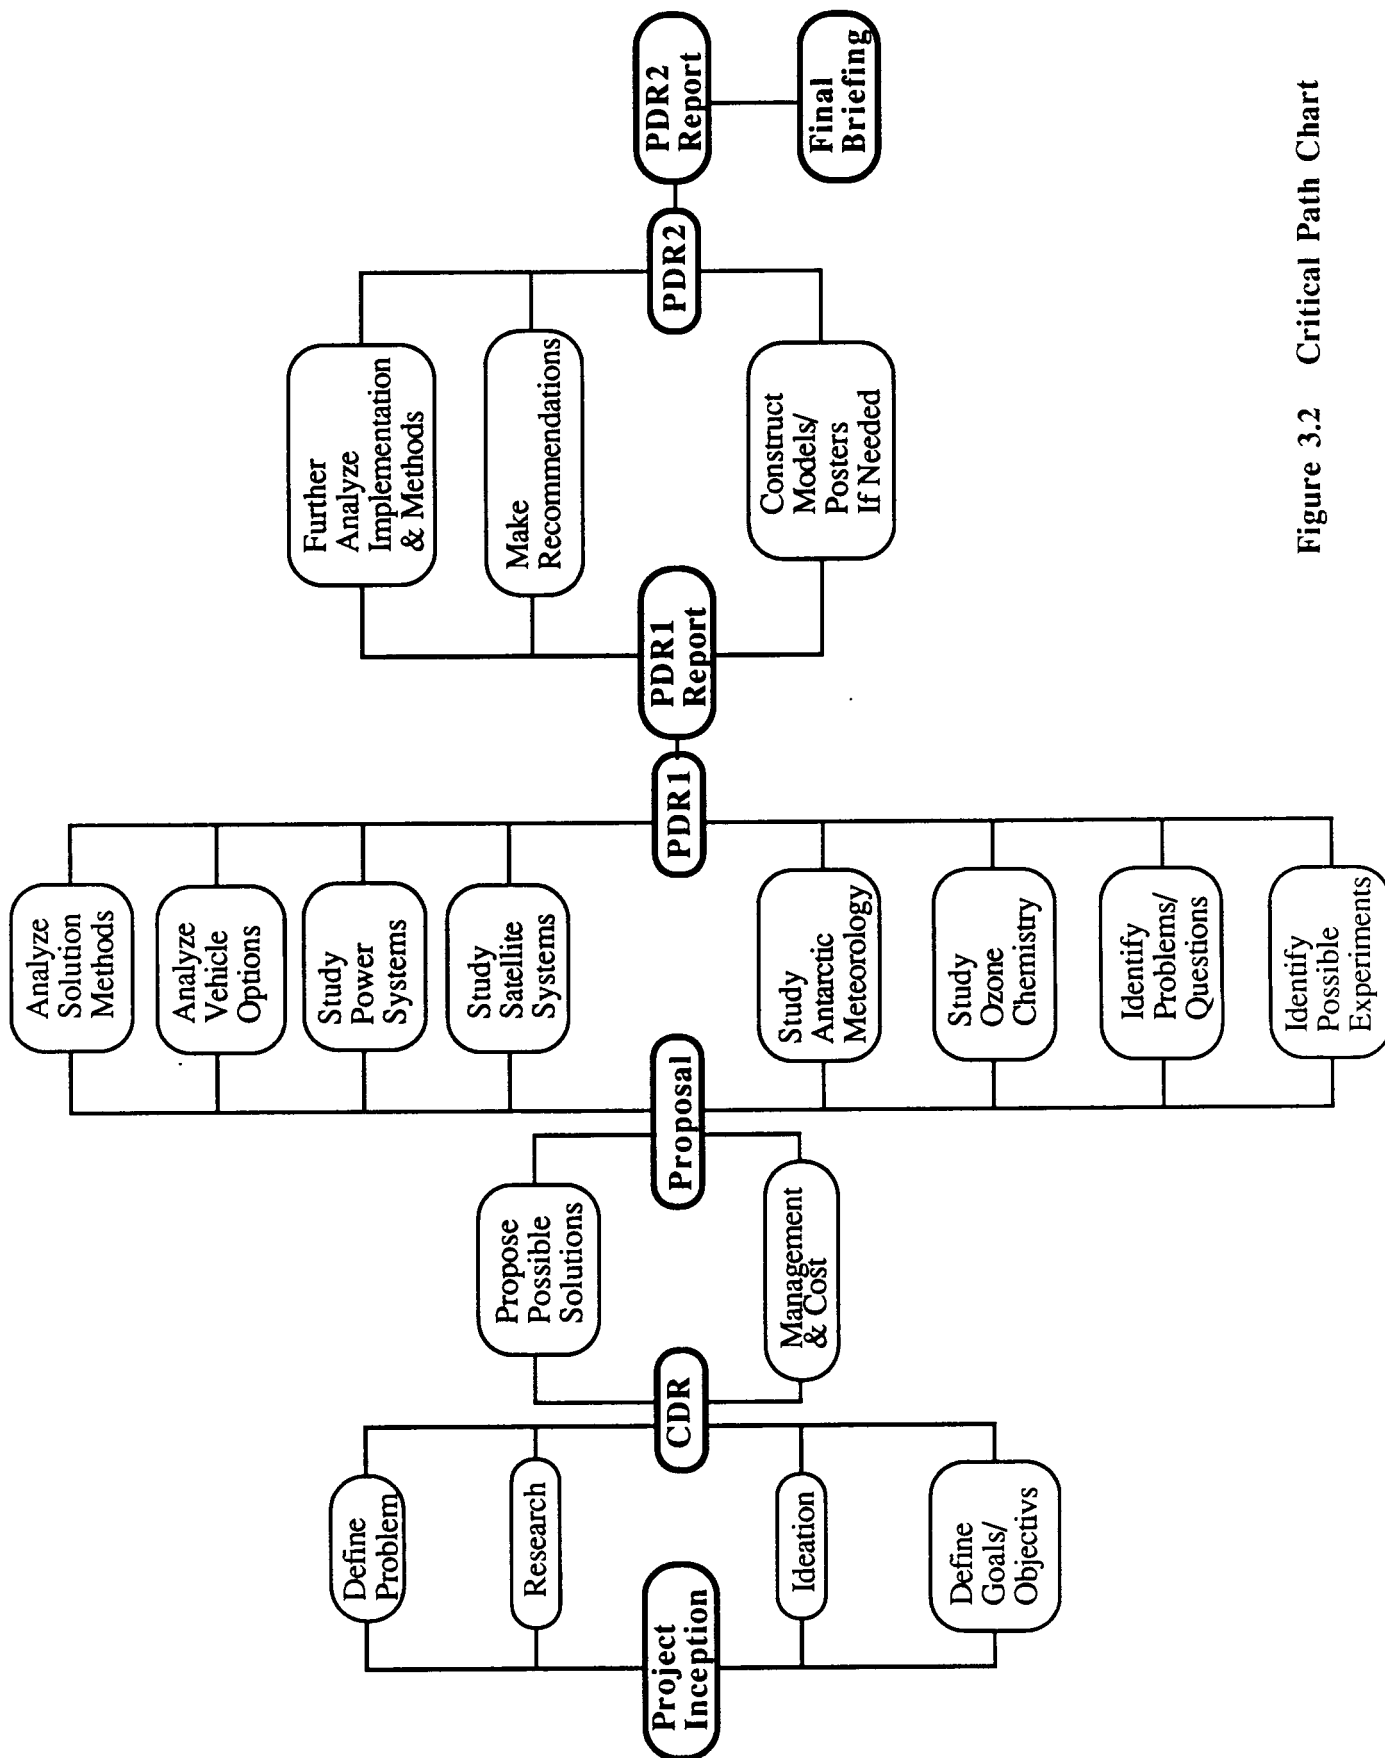 Project
Inception
Define
Problem
Research
Ideation
Define
Goals/
Objectivs
CDR
Propose
Possible
Solutions
Management
& Cost
Proposal
Analyze
Solution
Methods
Analyze
Vehicle
Options
Study
Power
Systems
Study
Satellite
Systems
Study
Antarctic
Meteorology
Study
Ozone
Chemistry
Identify
Problems/
Questions
Identify
Possible
Experiments
PDR1
PDR1
Report
Further
Analyze
Implementation
& Methods
Make
Recommendations
Construct
Models/
Posters
If Needed
PDR2
PDR2
Report
Final
Briefing
Figure 3.2 Critical Path Chart